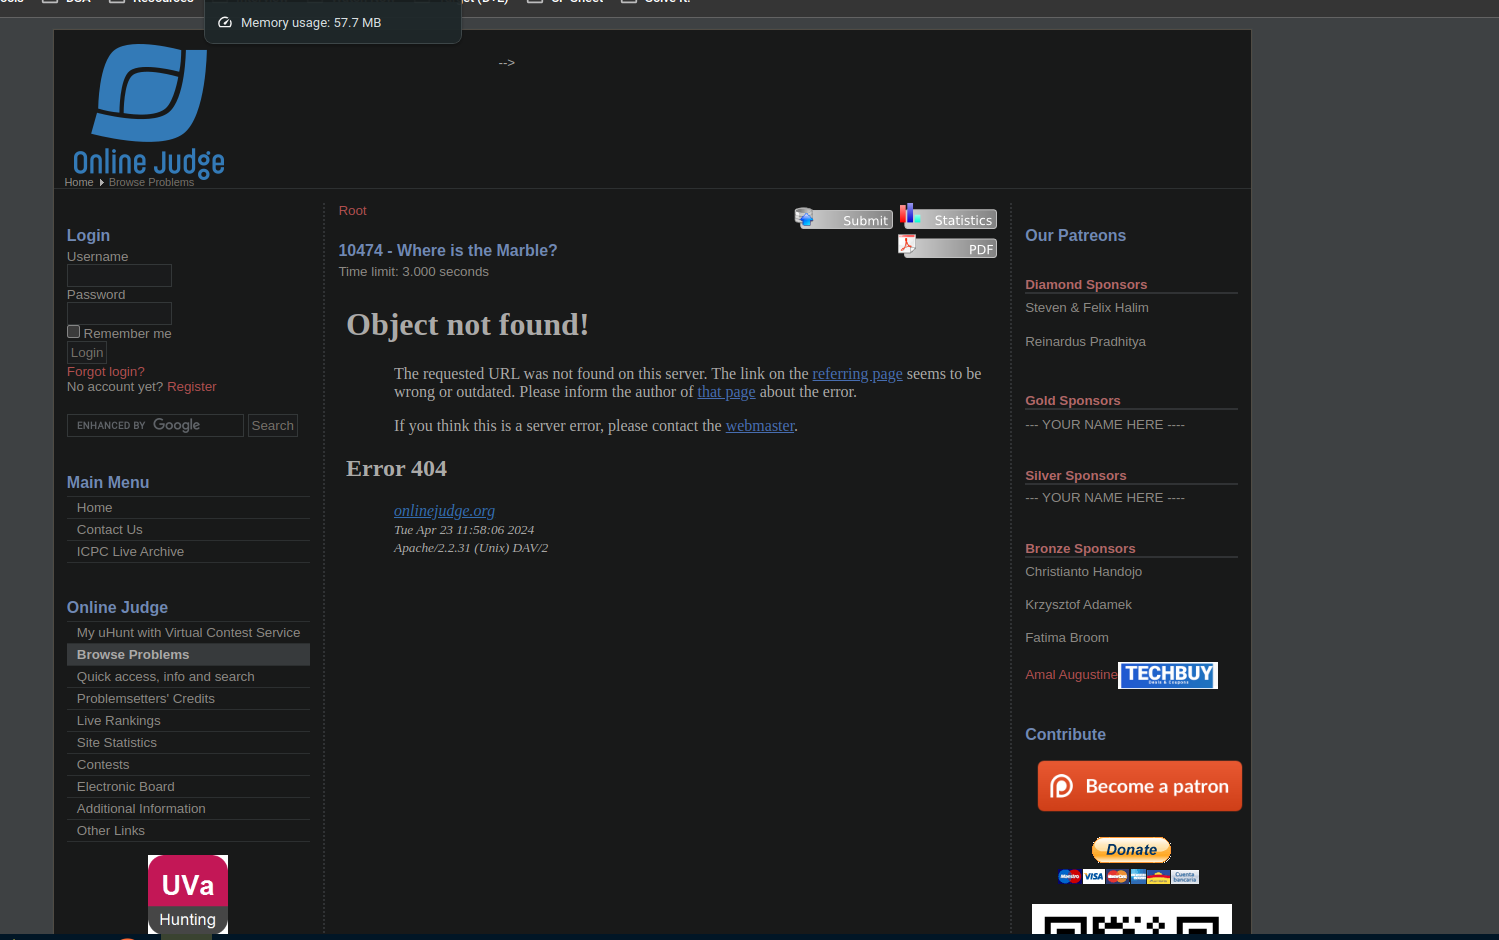 Resources
Memory usage: 57.7 MB
-->
Online Judge
Home Browse Problems
Login
Username
Password
Remember me
Login
Forgot login?
No account yet? Register
ENHANCED BY Google Search
Main Menu
Home
Contact Us
ICPC Live Archive
Online Judge
My uHunt with Virtual Contest Service
Browse Problems
Quick access, info and search
Problemsetters' Credits
Live Rankings
Site Statistics
Contests
Electronic Board
Additional Information
Other Links
UVa
Hunting
Root
Submit
Statistics
PDF
10474 - Where is the Marble?
Time limit: 3.000 seconds
Object not found!
The requested URL was not found on this server. The link on the referring page seems to be
wrong or outdated. Please inform the author of that page about the error.
If you think this is a server error, please contact the webmaster.
Error 404
onlinejudge.org
Tue Apr 23 11:58:06 2024
Apache/2.2.31 (Unix) DAV/2
Our Patreons
Diamond Sponsors
Steven & Felix Halim
Reinardus Pradhitya
Gold Sponsors
--- YOUR NAME HERE ----
Silver Sponsors
--- YOUR NAME HERE ----
Bronze Sponsors
Christianto Handojo
Krzysztof Adamek
Fatima Broom
Amal Augustine TECHBUY
Contribute
Become a patron
Donate
VISA
Cuenta
bancaria